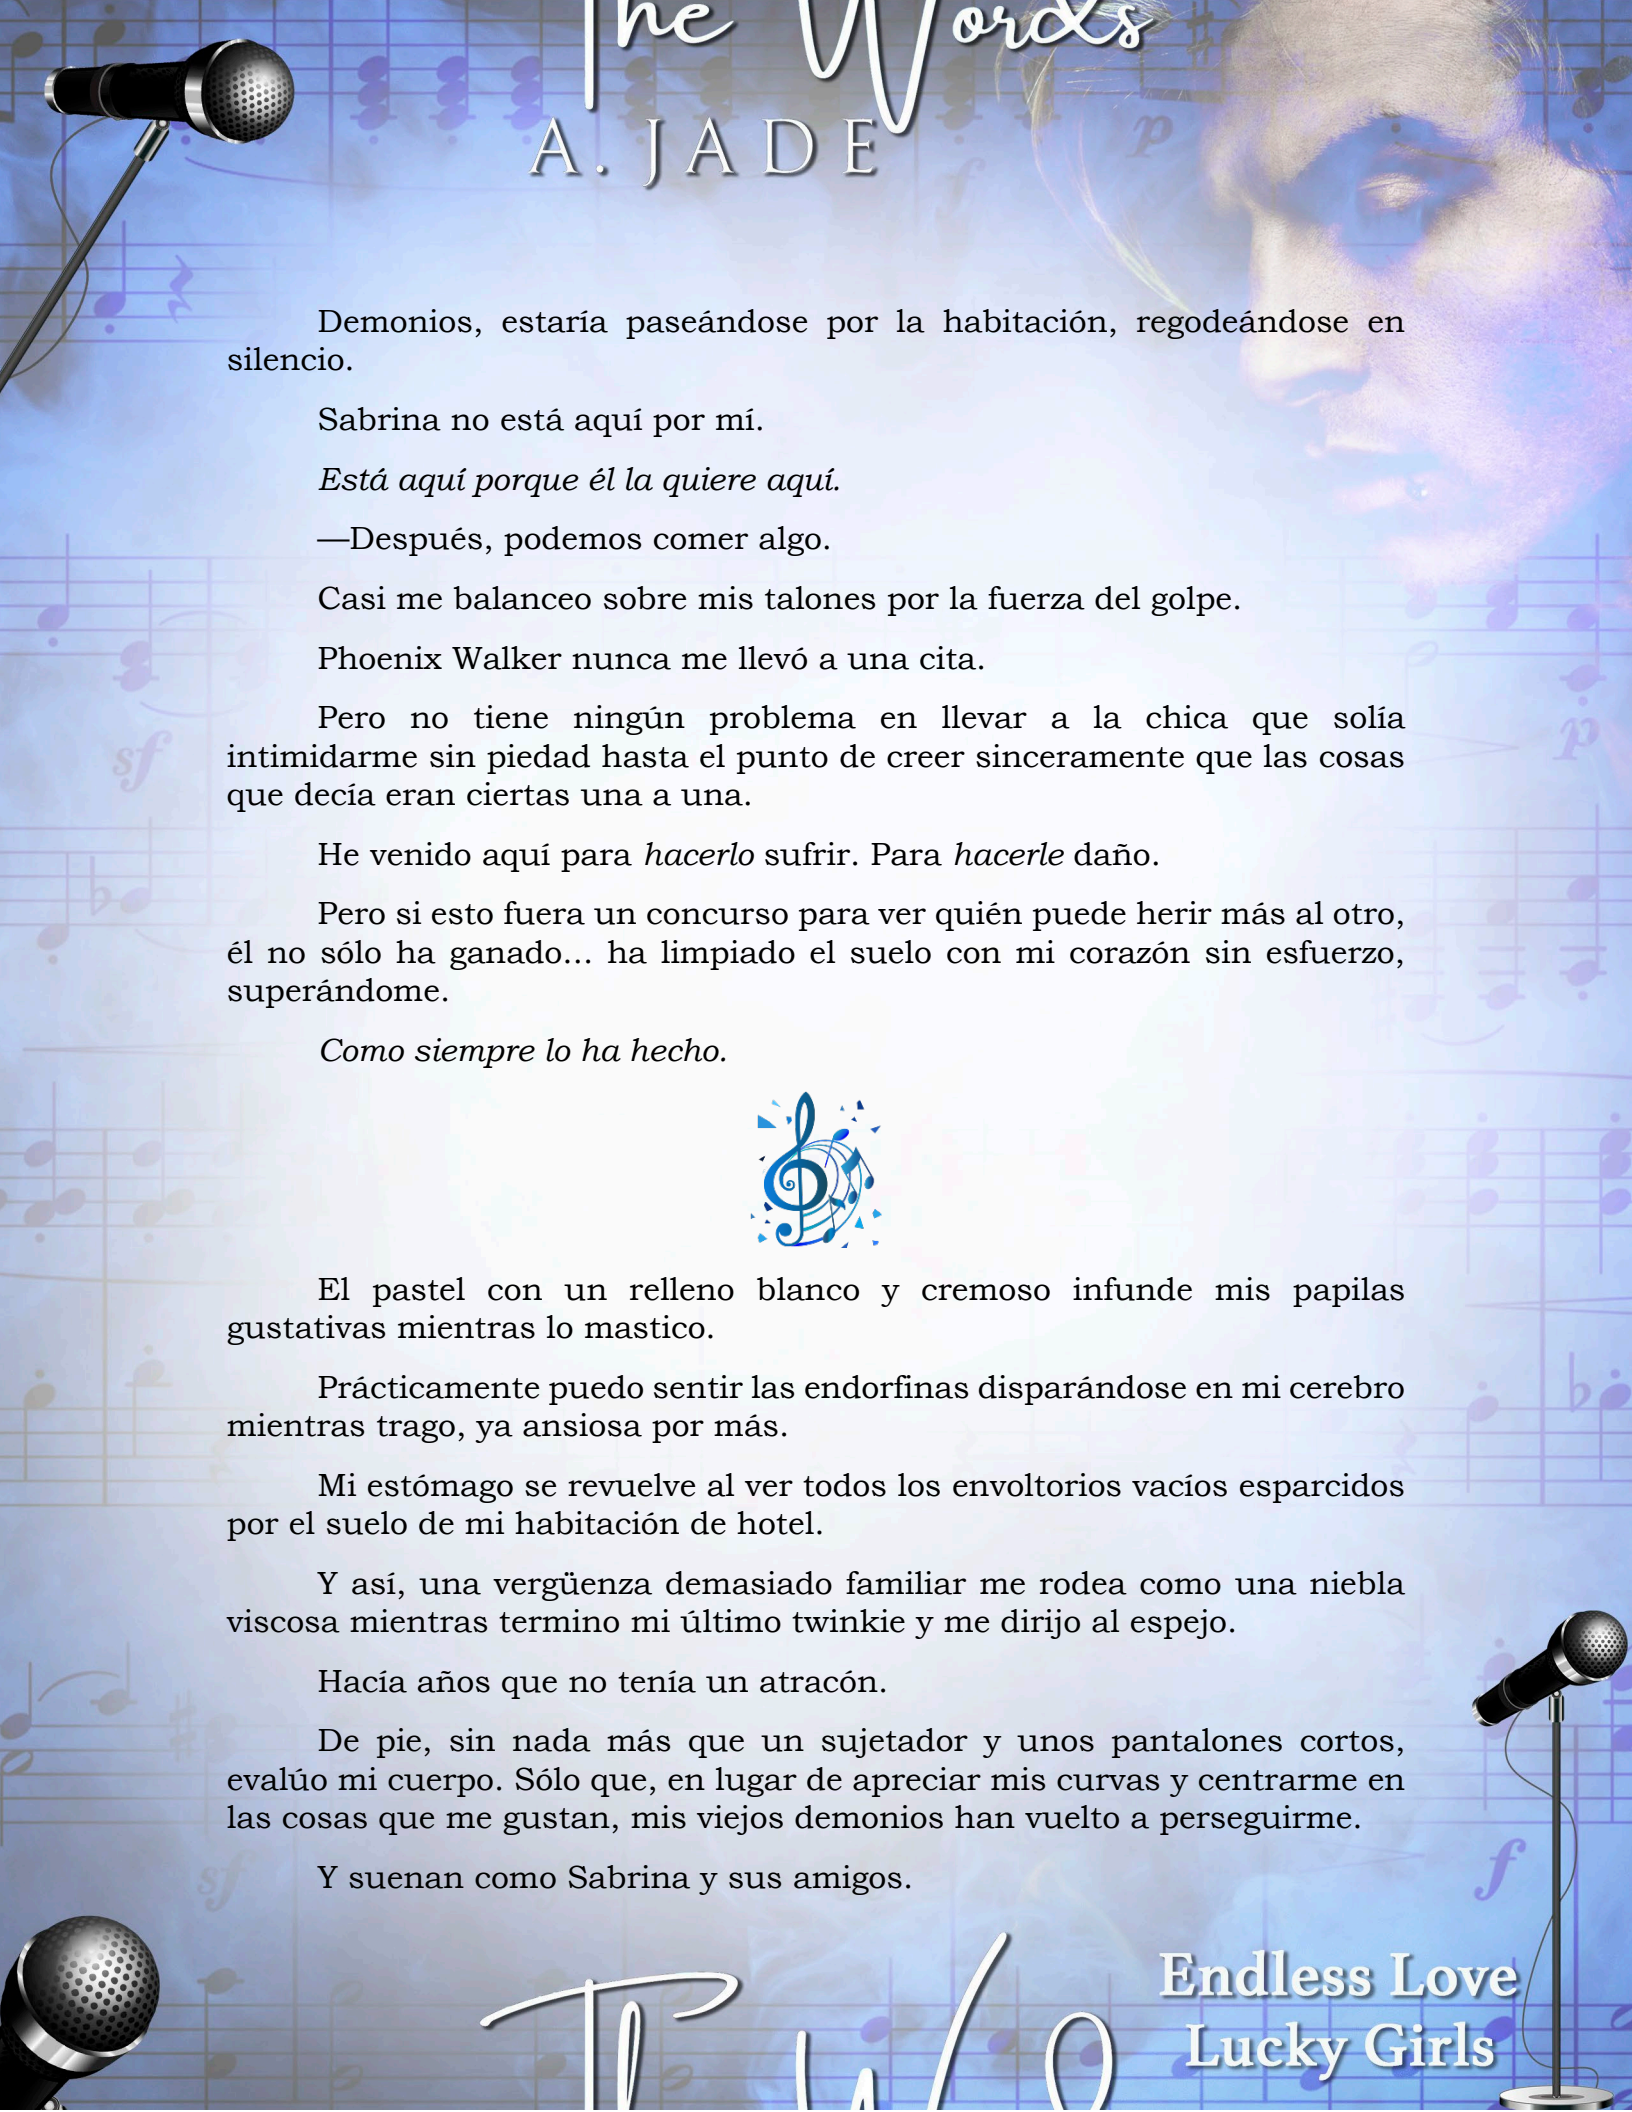 The Words
A. JADE
Demonios, estaría paseándose por la habitación, regodeándose en
silencio.
Sabrina no está aquí por mí.
Está aquí porque él la quiere aquí.
—Después, podemos comer algo.
Casi me balanceo sobre mis talones por la fuerza del golpe.
Phoenix Walker nunca me llevó a una cita.
Pero no tiene ningún problema en llevar a la chica que solía
intimidarme sin piedad hasta el punto de creer sinceramente que las cosas
que decía eran ciertas una a una.
He venido aquí para hacerlo sufrir. Para hacerle daño.
Pero si esto fuera un concurso para ver quién puede herir más al otro,
él no sólo ha ganado... ha limpiado el suelo con mi corazón sin esfuerzo,
superándome.
Como siempre lo ha hecho.
El pastel con un relleno blanco y cremoso infunde mis papilas
gustativas mientras lo mastico.
Prácticamente puedo sentir las endorfinas disparándose en mi cerebro
mientras trago, ya ansiosa por más.
Mi estómago se revuelve al ver todos los envoltorios vacíos esparcidos
por el suelo de mi habitación de hotel.
Y así, una vergüenza demasiado familiar me rodea como una niebla
viscosa mientras termino mi último twinkie y me dirijo al espejo.
Hacía años que no tenía un atracón.
De pie, sin nada más que un sujetador y unos pantalones cortos,
evalúo mi cuerpo. Sólo que, en lugar de apreciar mis curvas y centrarme en
las cosas que me gustan, mis viejos demonios han vuelto a perseguirme.
Y suenan como Sabrina y sus amigos.
Endless Love
Lucky Girls